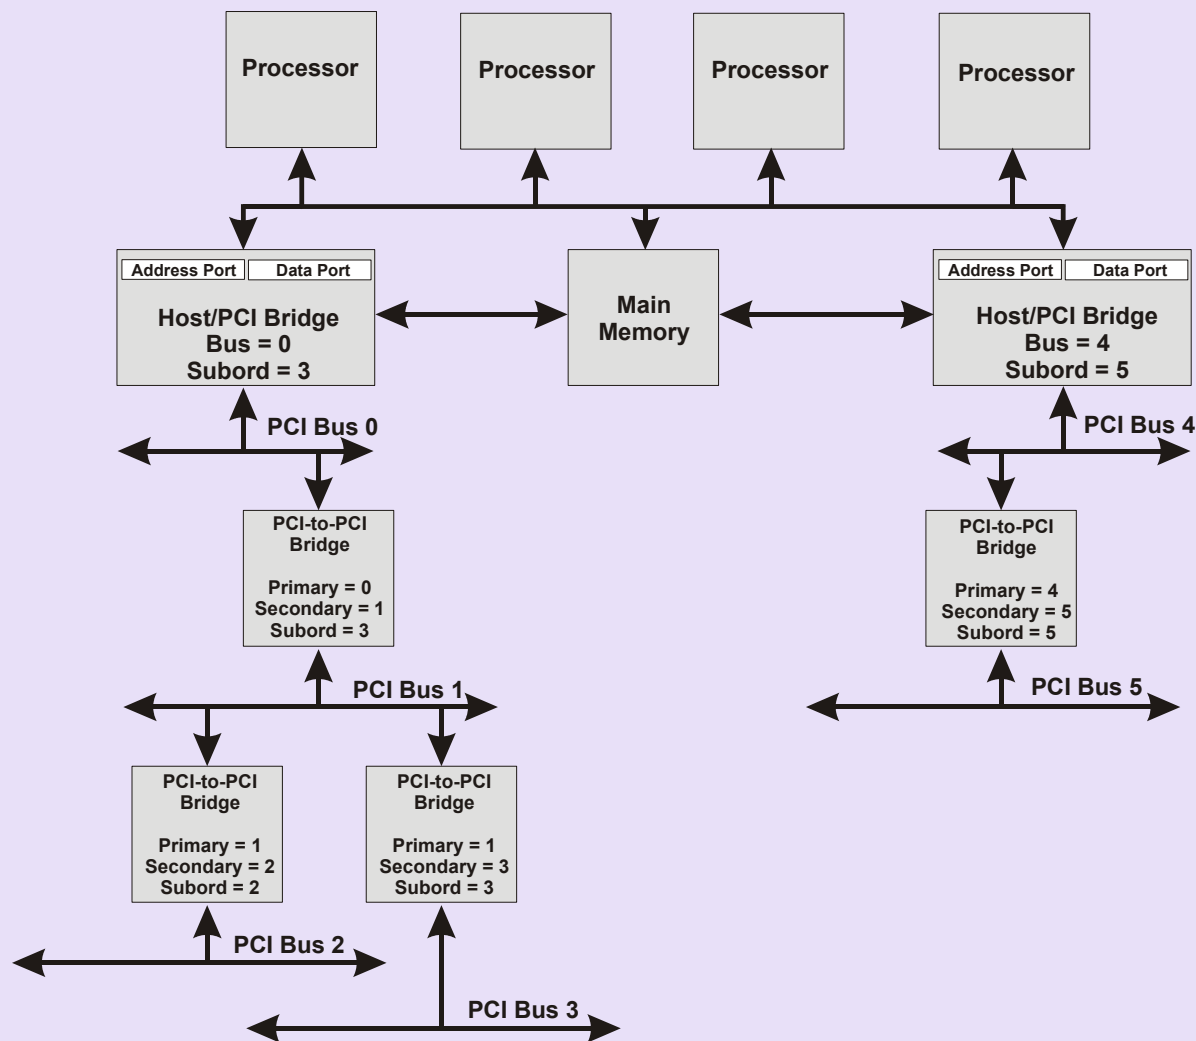 Processor
Processor
Processor
Processor
Address Port
Data Port
Host/PCI Bridge
Bus = 0
Subord = 3
Main
Memory
Address Port
Data Port
Host/PCI Bridge
Bus = 4
Subord = 5
PCI Bus 0
PCI Bus 4
PCI-to-PCI
Bridge
Primary = 0
Secondary = 1
Subord = 3
PCI-to-PCI
Bridge
Primary = 4
Secondary = 5
Subord = 5
PCI Bus 1
PCI Bus 5
PCI-to-PCI
Bridge
Primary = 1
Secondary = 2
Subord = 2
PCI-to-PCI
Bridge
Primary = 1
Secondary = 3
Subord = 3
PCI Bus 2
PCI Bus 3